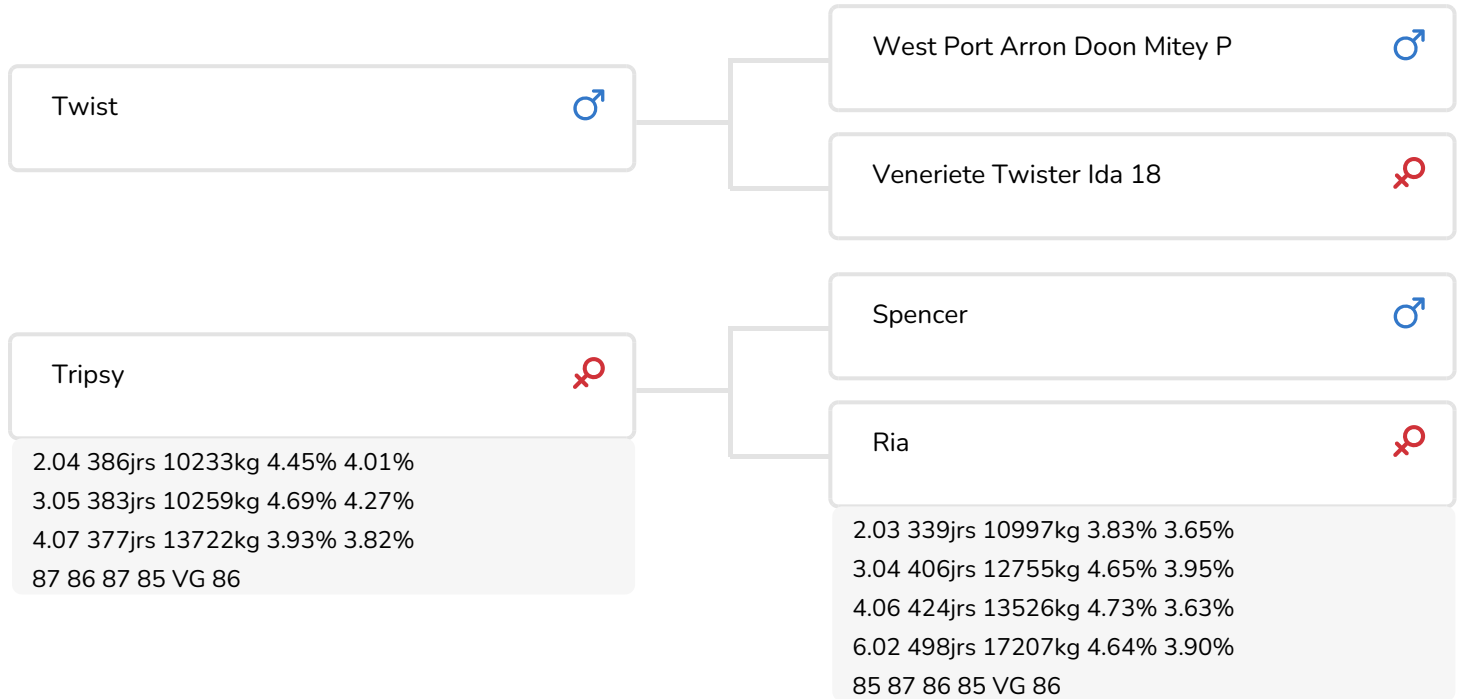 West Port Arron Doon Mitey P
Twist
Veneriete Twister Ida 18
Spencer
Tripsy
2.04 386jrs 10233kg 4.45% 4.01%
3.05 383jrs 10259kg 4.69% 4.27%
4.07 377jrs 13722kg 3.93% 3.82%
87 86 87 85 VG 86
Ria
2.03 339jrs 10997kg 3.83% 3.65%
3.04 406jrs 12755kg 4.65% 3.95%
4.06 424jrs 13526kg 4.73% 3.63%
6.02 498jrs 17207kg 4.64% 3.90%
85 87 86 85 VG 86